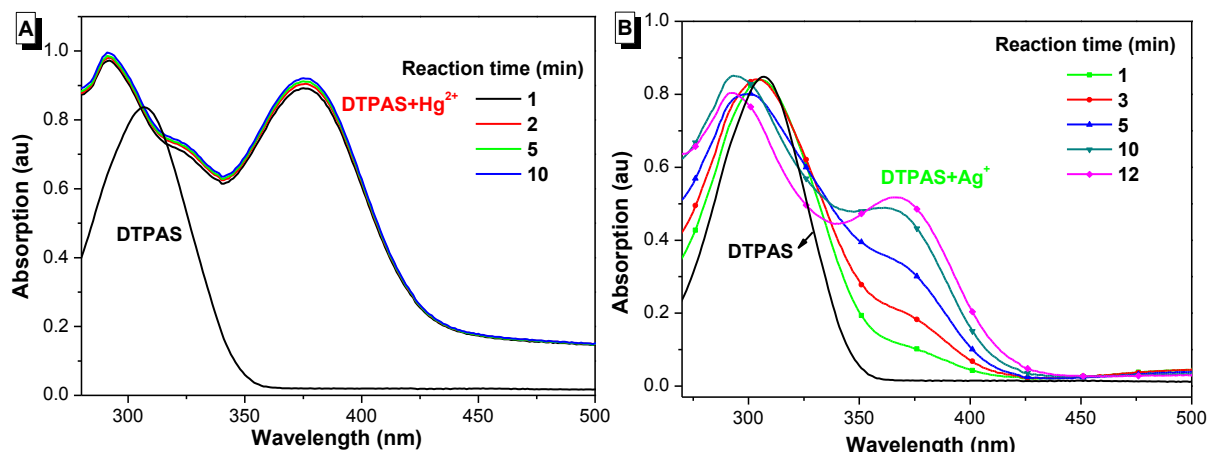 A
Absorption (au)
1.0
0.8
0.6
0.4
0.2
0.0
300
350
400
450
500
Wavelength (nm)
DTPAS
DTPAS+Hg²⁺
Reaction time (min)
1
2
5
10
B
Absorption (au)
1.0
0.8
0.6
0.4
0.2
0.0
300
350
400
450
500
Wavelength (nm)
DTPAS
DTPAS+Ag⁺
Reaction time (min)
1
3
5
10
12